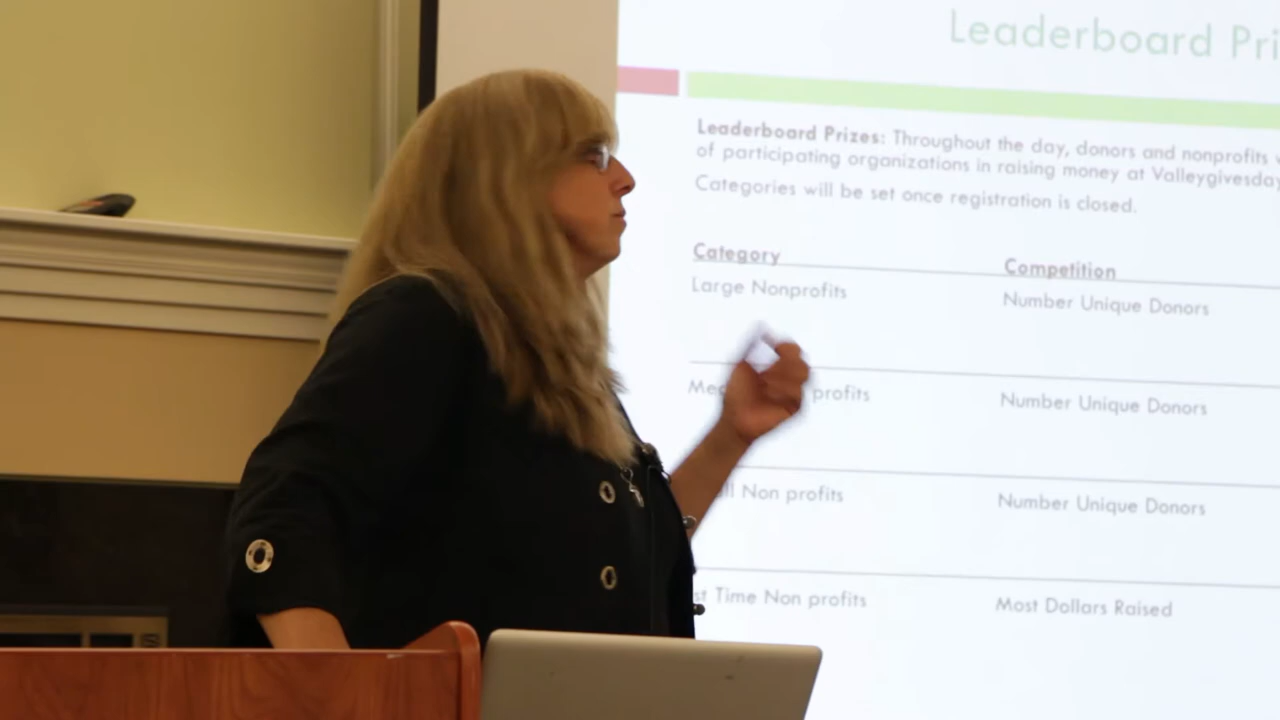 Leaderboard Pri
Leaderboard Prizes: Throughout the day, donors and nonprofits
of participating organizations in raising money at Valleygivesday
Categories will be set once registration is closed.
Category Competition
Large Nonprofits Number Unique Donors
profits Number Unique Donors
Non profits Number Unique Donors
Time Non profits Most Dollars Raised